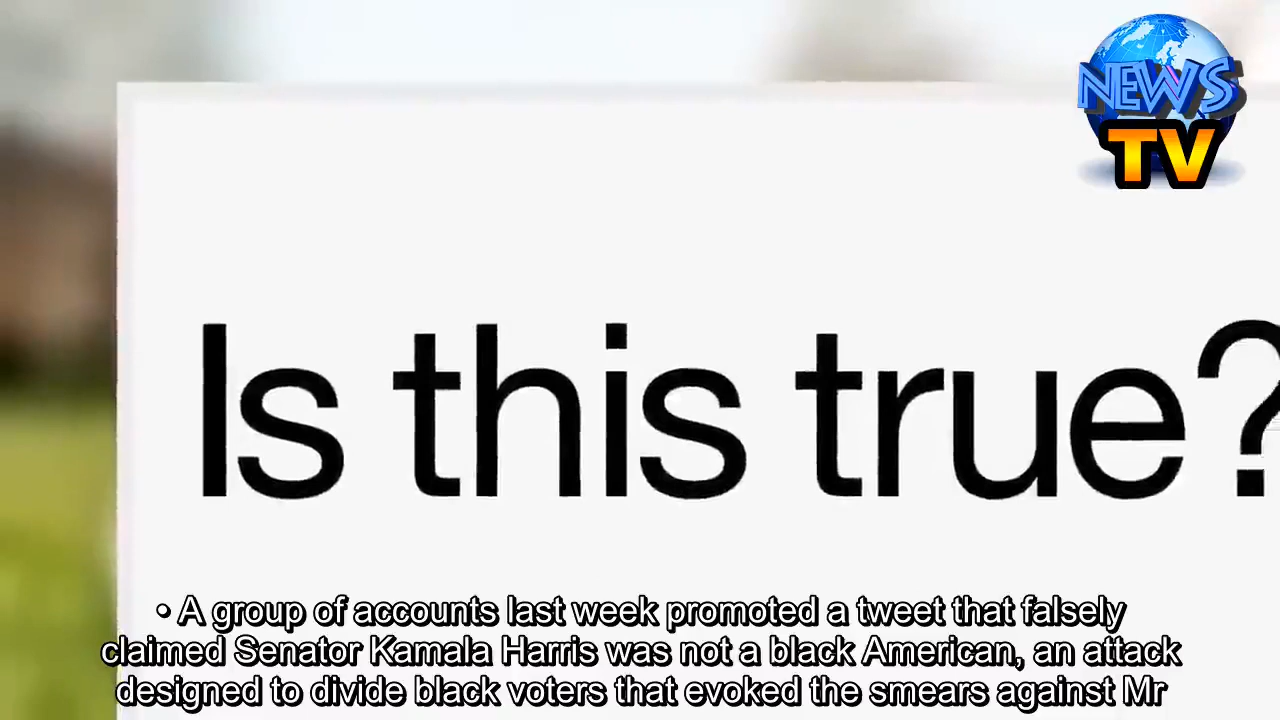 NEWS
TV
Is this true?
• A group of accounts last week promoted a tweet that falsely
claimed Senator Kamala Harris was not a black American, an attack
designed to divide black voters that evoked the smears against Mr